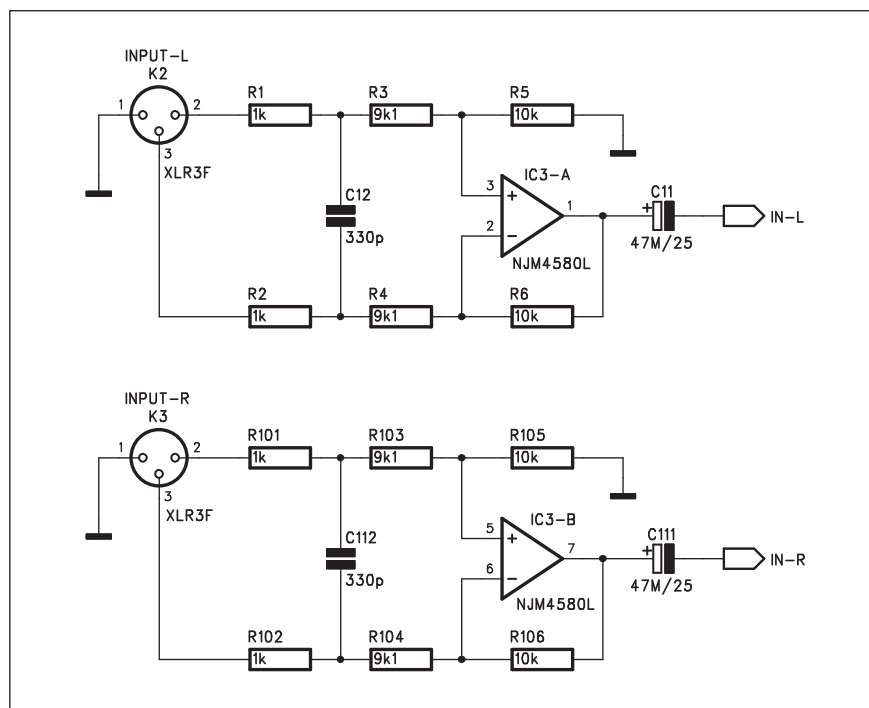 INPUT-L
K2
1
2
3
XLR3F
R1
1k
R3
9k1
R5
10k
C12
330p
3
+
2
−
IC3-A
1
NJM4580L
C11
+
47M/25
IN-L
R2
1k
R4
9k1
R6
10k
INPUT-R
K3
1
2
3
XLR3F
R101
1k
R103
9k1
R105
10k
C112
330p
5
+
6
−
IC3-B
7
NJM4580L
C111
+
47M/25
IN-R
R102
1k
R104
9k1
R106
10k